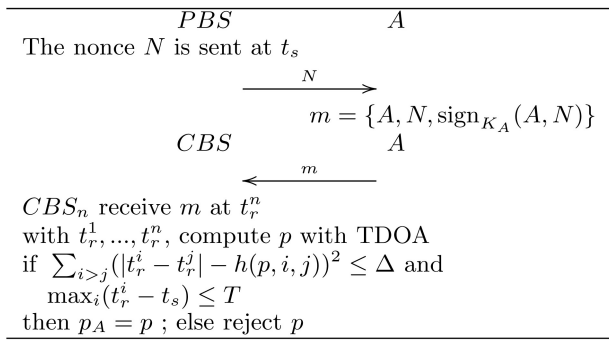 PBS A
The nonce N is sent at t_s
N
m = {A, N, sign_{K_A}(A, N)}
CBS A
m
CBS_n receive m at t_r^n
with t_r^1, ..., t_r^n, compute p with TDOA
if ∑_{i>j}(|t_r^i − t_r^j| − h(p, i, j))^2 ≤ Δ and
max_i(t_r^i − t_s) ≤ T
then p_A = p ; else reject p